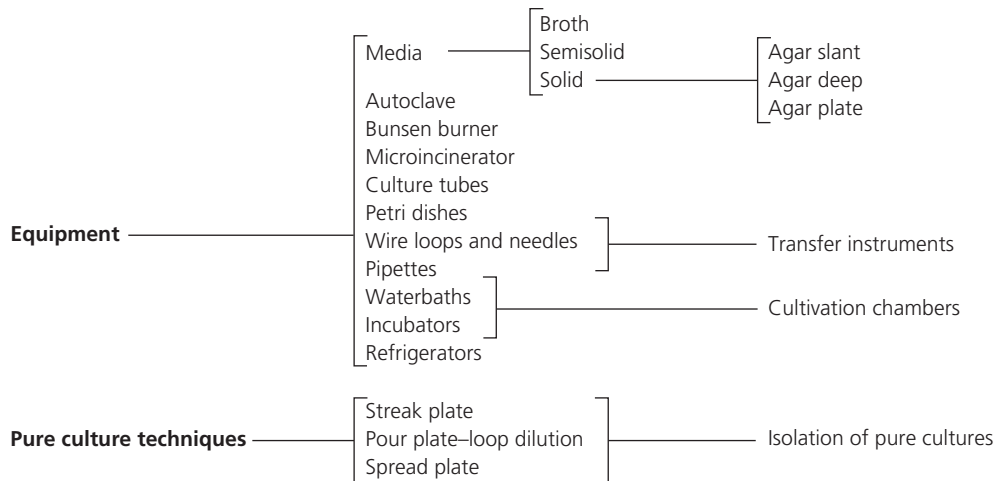 Equipment
Media
Broth
Semisolid
Solid
Agar slant
Agar deep
Agar plate
Autoclave
Bunsen burner
Microincinerator
Culture tubes
Petri dishes
Wire loops and needles
Pipettes
Transfer instruments
Waterbaths
Incubators
Cultivation chambers
Refrigerators
Pure culture techniques
Streak plate
Pour plate–loop dilution
Spread plate
Isolation of pure cultures